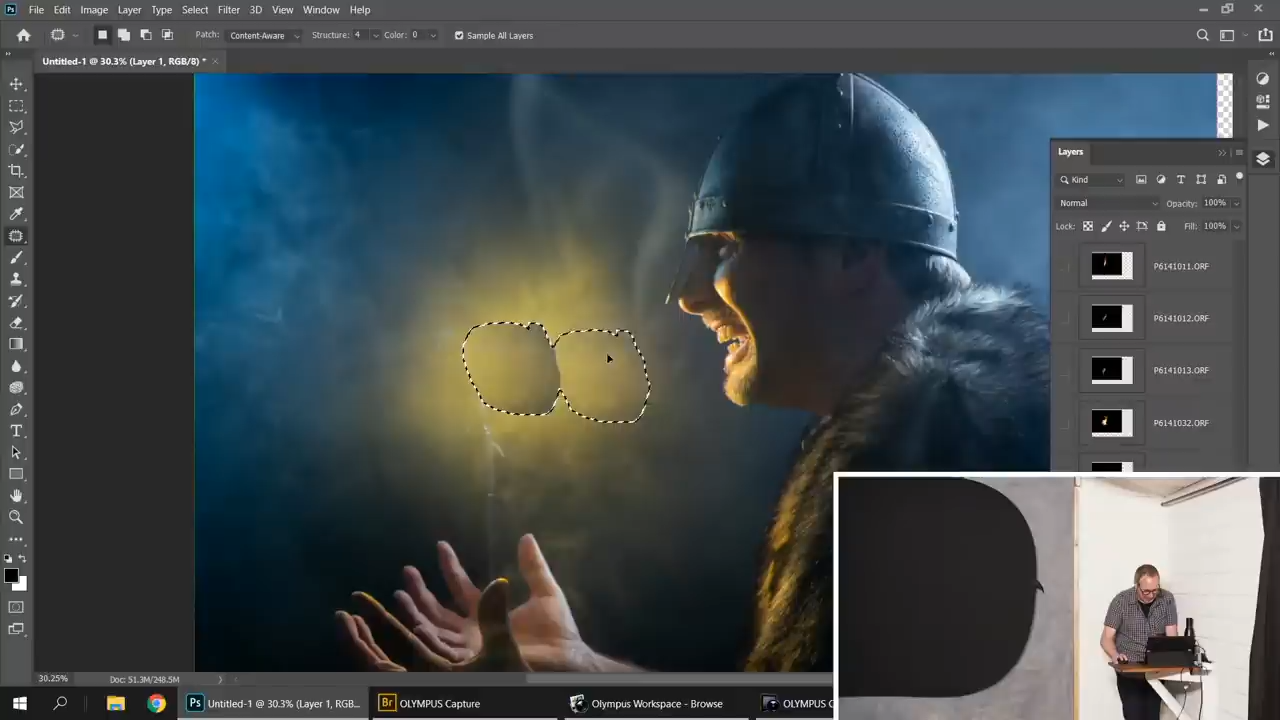 Ps File Edit Image Layer Type Select Filter 3D View Window Help
Patch: Content-Aware Structure: 4 Color: 0 Sample All Layers
Untitled-1 @ 30.3% (Layer 1, RGB/8) *
Layers
Kind
Normal Opacity: 100%
Lock: Fill: 100%
P6141011.ORF
P6141012.ORF
P6141013.ORF
P6141032.ORF
30.25% Doc: 51.3M/248.5M
Ps Untitled-1 @ 30.3% (Layer 1, RGB... Br OLYMPUS Capture Olympus Workspace - Browse OLYMPUS C